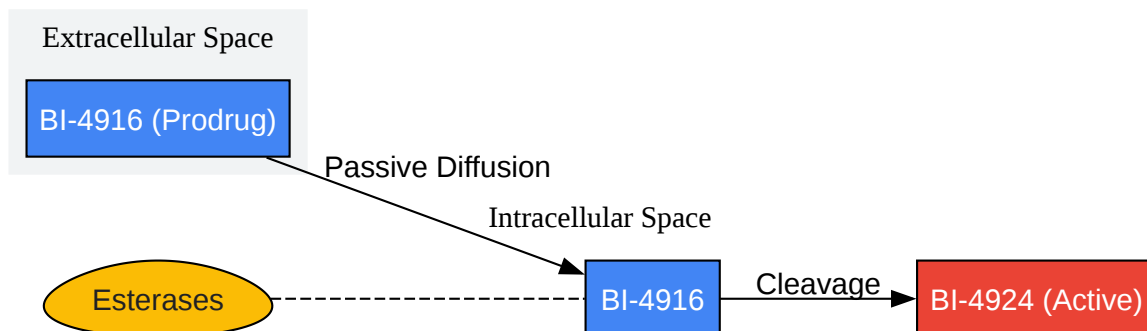 Extracellular Space
BI-4916 (Prodrug)
Passive Diffusion
Intracellular Space
Esterases
BI-4916
Cleavage
BI-4924 (Active)